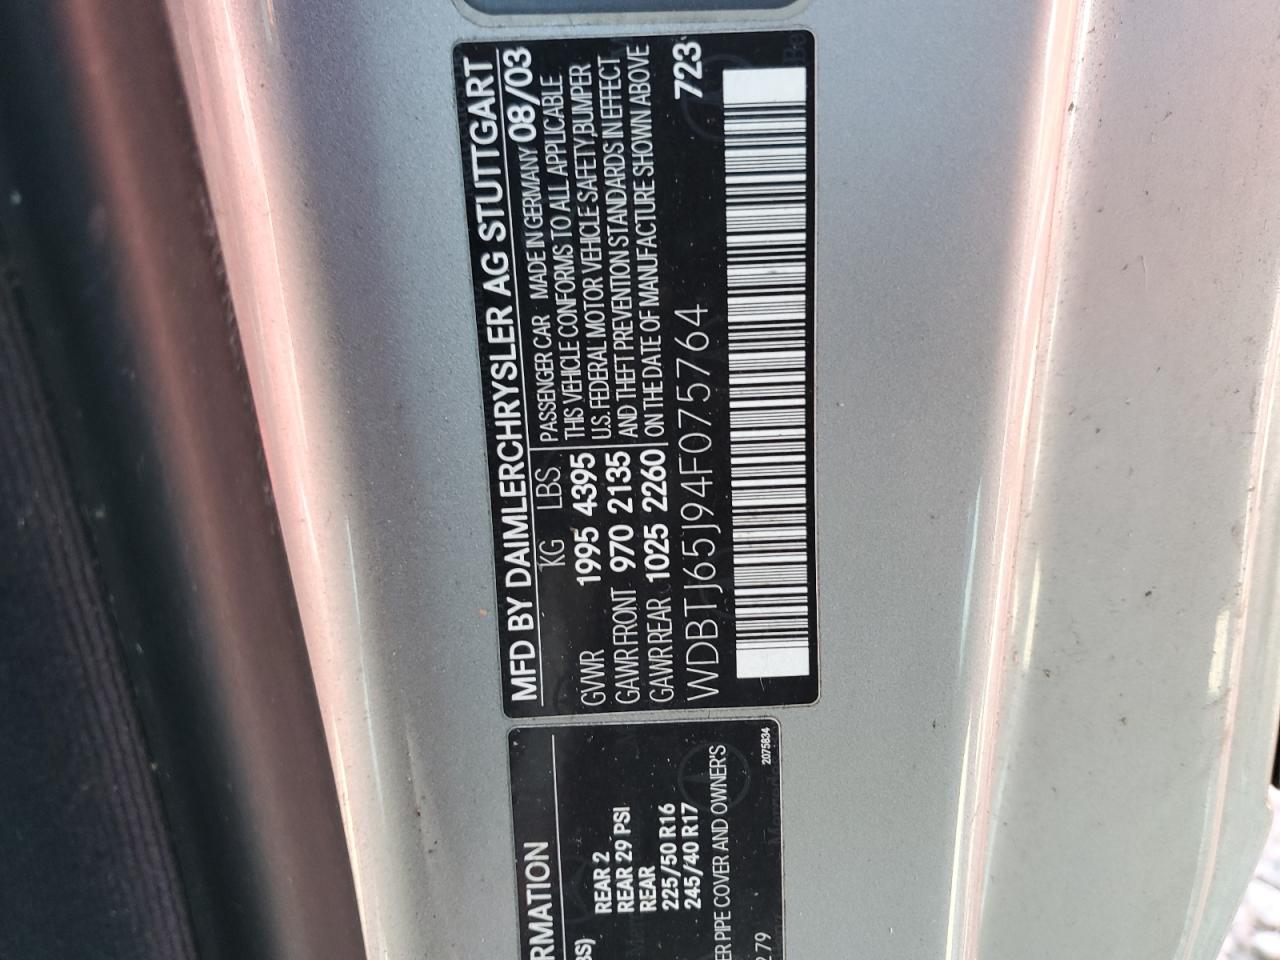 MFD BY DAIMLERCHRYSLER AG STUTTGART
KG LBS PASSENGER CAR MADE IN GERMANY 08/03
THIS VEHICLE CONFORMS TO ALL APPLICABLE
GVWR 1995 4395 U.S. FEDERAL MOTOR VEHICLE SAFETY,BUMPER
GAWR FRONT 970 2135 AND THEFT PREVENTION STANDARDS IN EFFECT
GAWR REAR 1025 2260 ON THE DATE OF MANUFACTURE SHOWN ABOVE
WDBTJ65J94F075764 723
RMATION
BS)
REAR 2
REAR 29 PSI
REAR
225/50 R16
245/40 R17
ER PIPE COVER AND OWNER'S
279
2075834